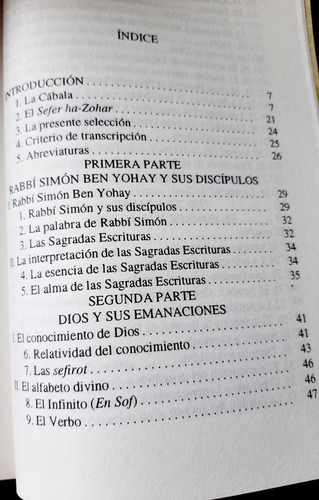 ÍNDICE
INTRODUCCIÓN ........ 7
1. La Cábala ........ 7
2. El Sefer ha-Zohar ........ 21
3. La presente selección ........ 24
4. Criterio de transcripción ........ 25
5. Abreviaturas ........ 26
PRIMERA PARTE
RABBÍ SIMÓN BEN YOHAY Y SUS DISCÍPULOS
I. Rabbí Simón Ben Yohay ........ 29
1. Rabbí Simón y sus discípulos ........ 29
2. La palabra de Rabbí Simón ........ 32
3. Las Sagradas Escrituras ........ 32
II. La interpretación de las Sagradas Escrituras ........ 34
4. La esencia de las Sagradas Escrituras ........ 34
5. El alma de las Sagradas Escrituras ........ 35
SEGUNDA PARTE
DIOS Y SUS EMANACIONES
I. El conocimiento de Dios ........ 41
6. Relatividad del conocimiento ........ 41
7. Las sefirot ........ 43
II. El alfabeto divino ........ 46
8. El Infinito (En Sof) ........ 46
9. El Verbo ........ 47